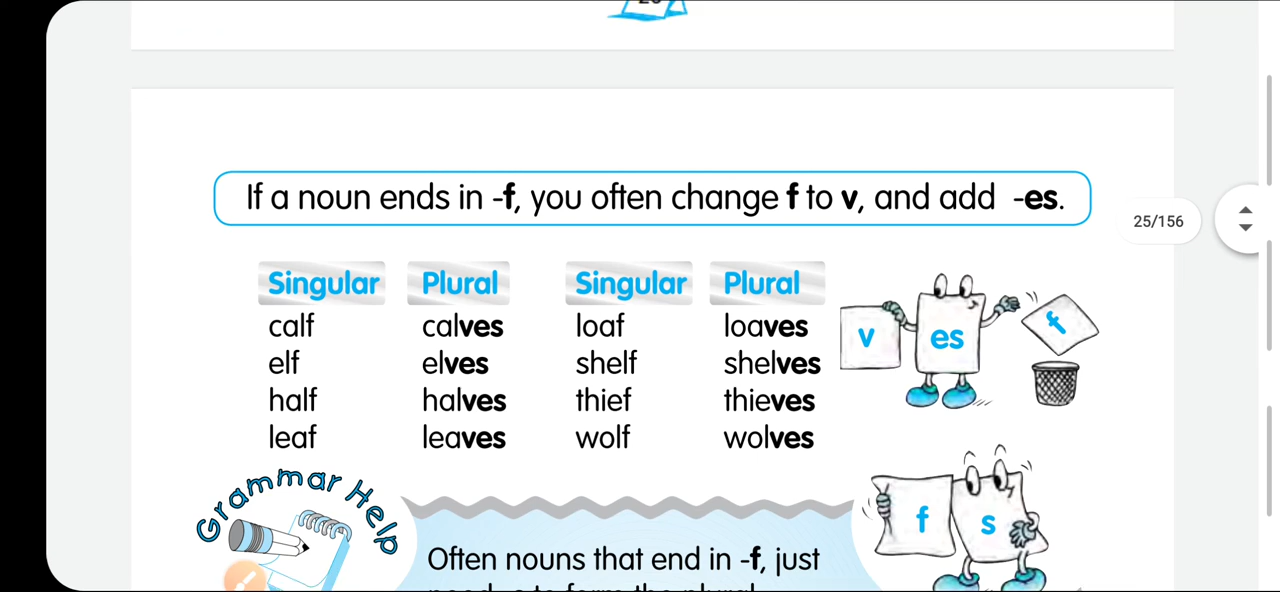 If a noun ends in -f, you often change f to v, and add -es.
25/156
Singular Plural Singular Plural
calf calves loaf loaves
elf elves shelf shelves
half halves thief thieves
leaf leaves wolf wolves
v es f
Grammar Help
f s
Often nouns that end in -f, just